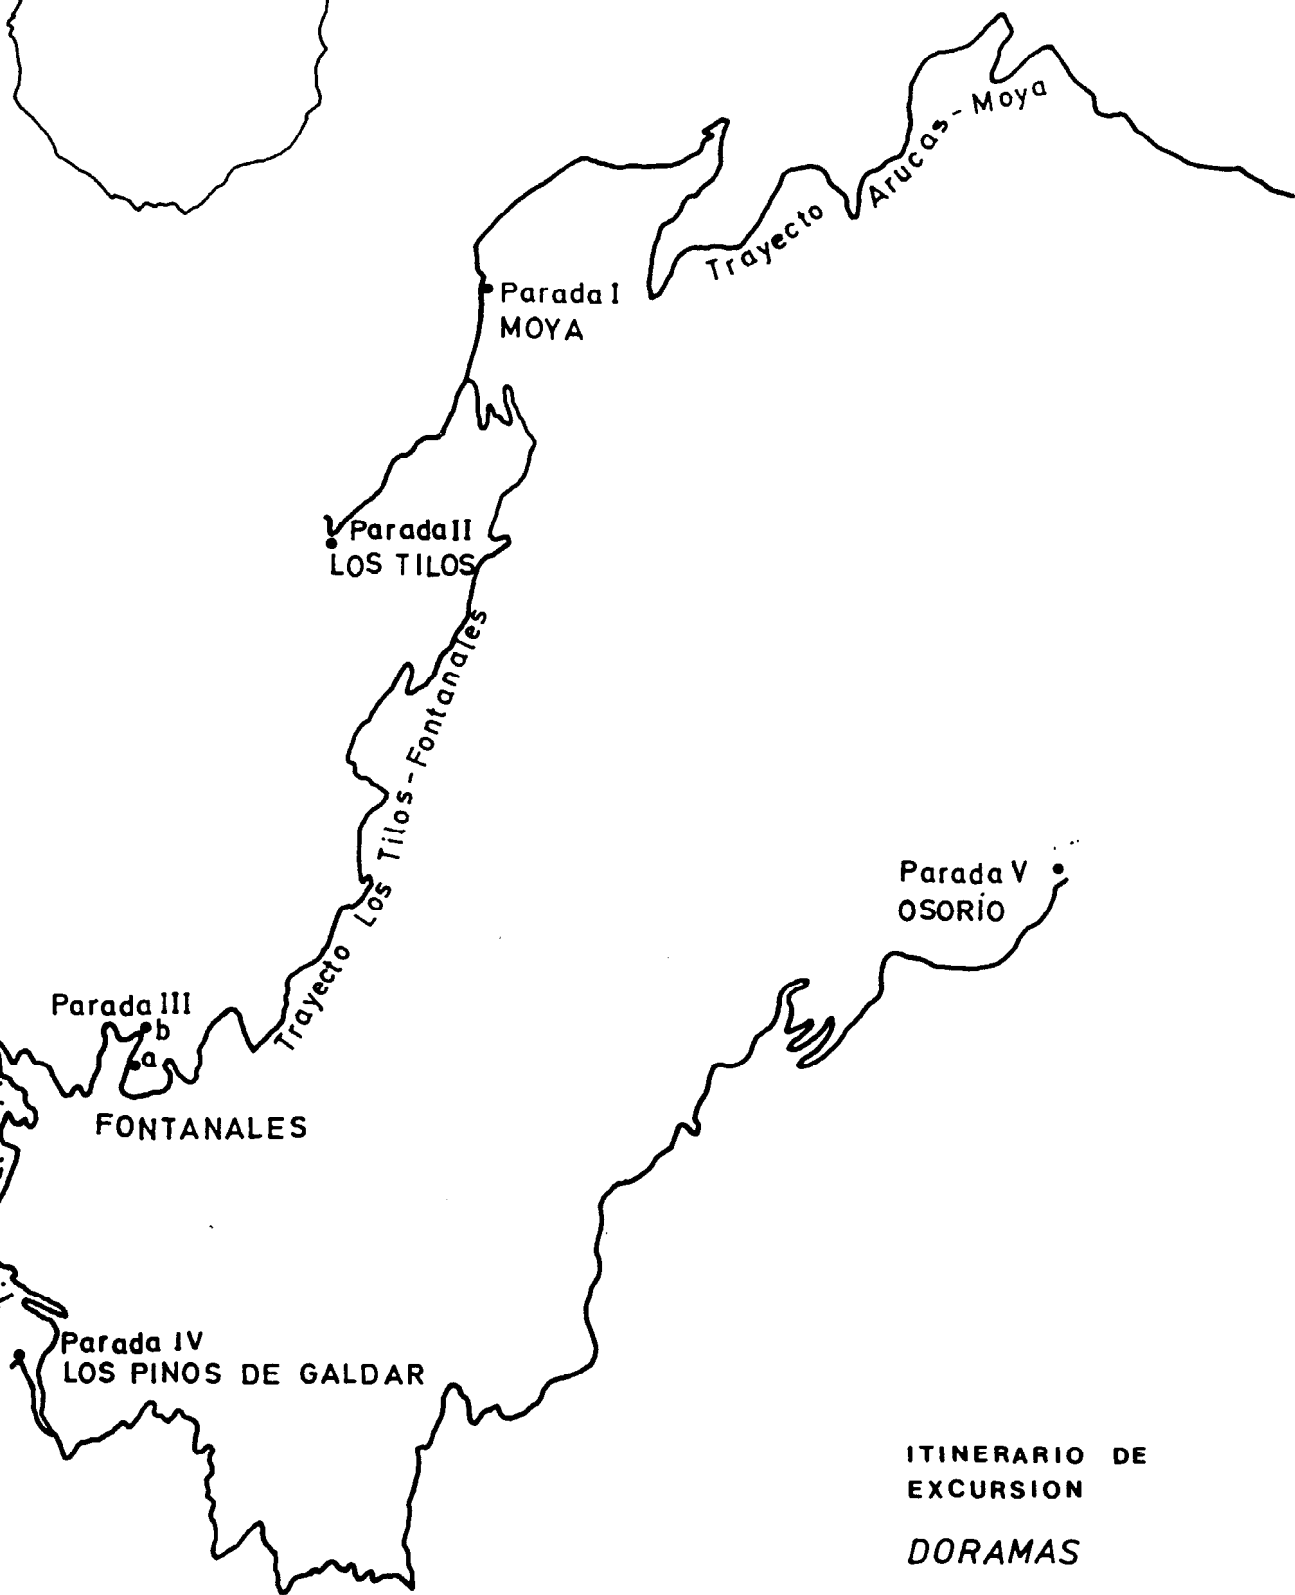 Trayecto Arucas-Moya
Parada I
MOYA
Parada II
LOS TILOS
Trayecto Los Tilos-Fontanales
Parada V
OSORÍO
Parada III
b
a
FONTANALES
Parada IV
LOS PINOS DE GALDAR
ITINERARIO DE
EXCURSION
DORAMAS